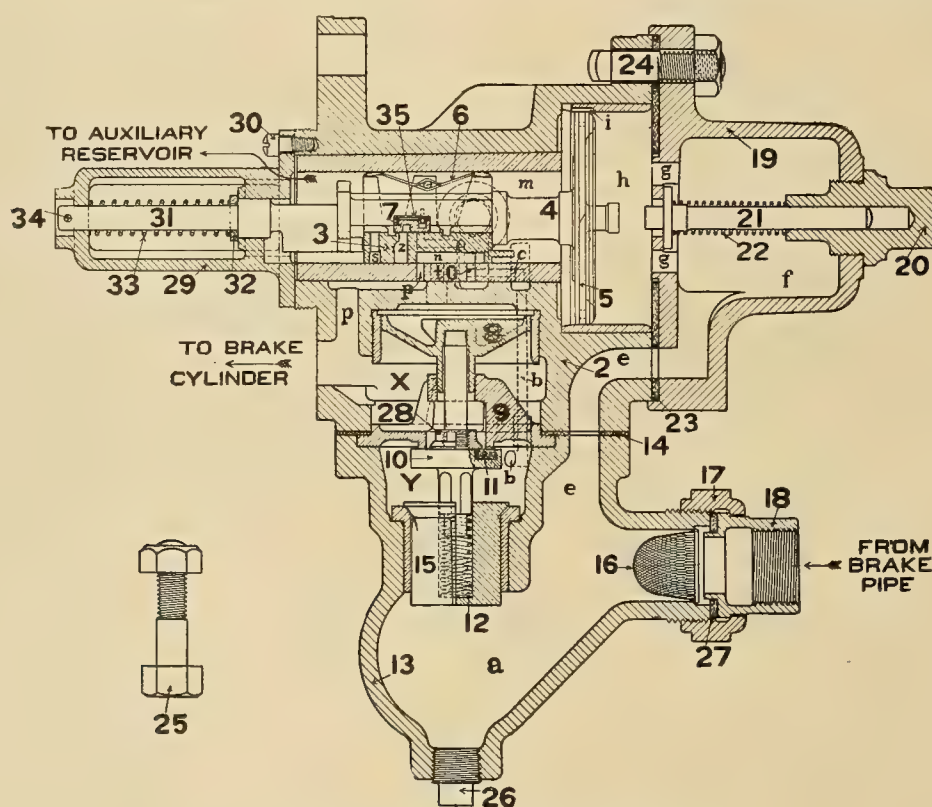 24
30
35
6
i
19
TO AUXILIARY
RESERVOIR
m
h
g
34
31
7
4
21
3
z
22
s
n
c
g
33
29
32
p
10
5
f
20
p
8
TO BRAKE
CYLINDER
2
e
b
X
23
28
9
14
10
11
b
Y
e
17
18
15
16
FROM
BRAKE
PIPE
12
27
13
a
25
26